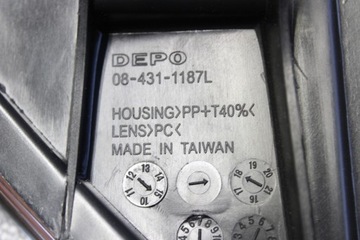 DEPO
08-431-1187L
HOUSING>PP+T40%<
LENS>PC<
MADE IN TAIWAN